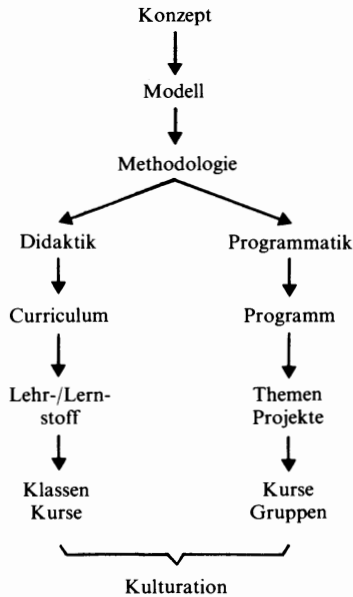 Konzept
Modell
Methodologie
Didaktik
Programmatik
Curriculum
Programm
Lehr-/Lern-
stoff
Themen
Projekte
Klassen
Kurse
Kurse
Gruppen
Kulturation